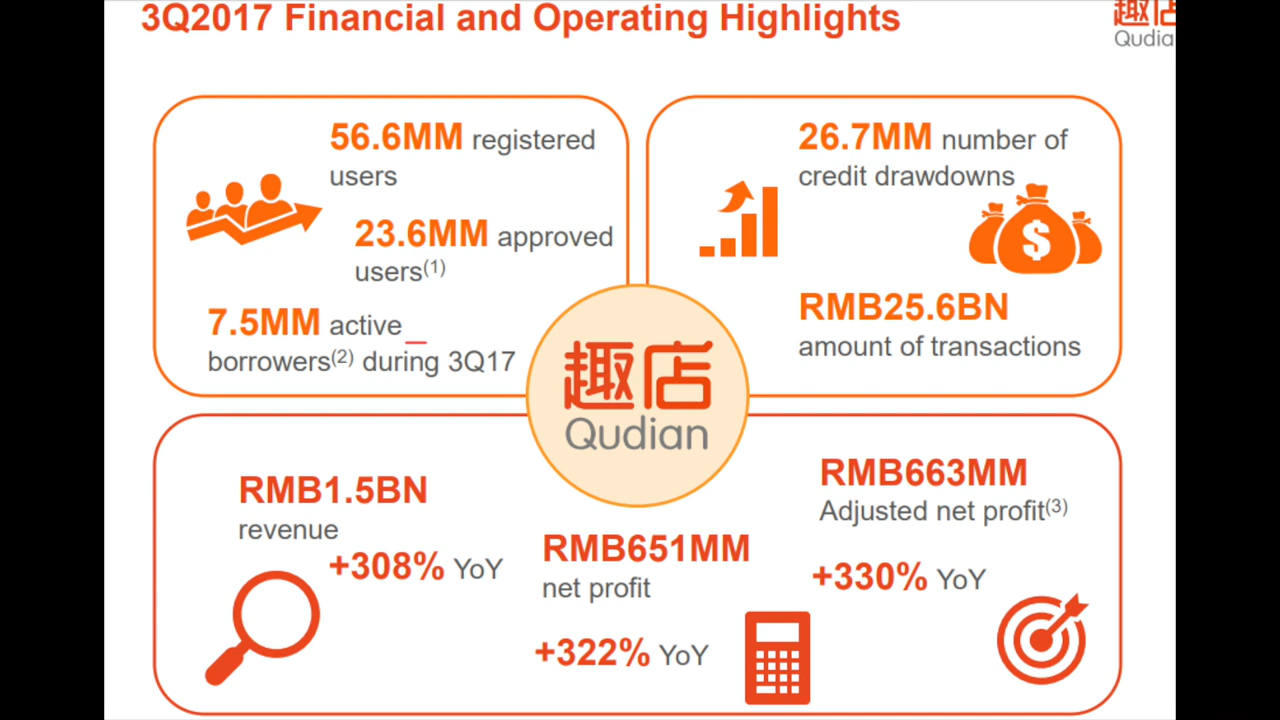 3Q2017 Financial and Operating Highlights
趣店
Qudia
56.6MM registered
users
23.6MM approved
users(1)
7.5MM active
borrowers(2) during 3Q17
26.7MM number of
credit drawdowns
$
RMB25.6BN
amount of transactions
趣店
Qudian
RMB1.5BN
revenue
+308% YoY
RMB651MM
net profit
+322% YoY
RMB663MM
Adjusted net profit(3)
+330% YoY